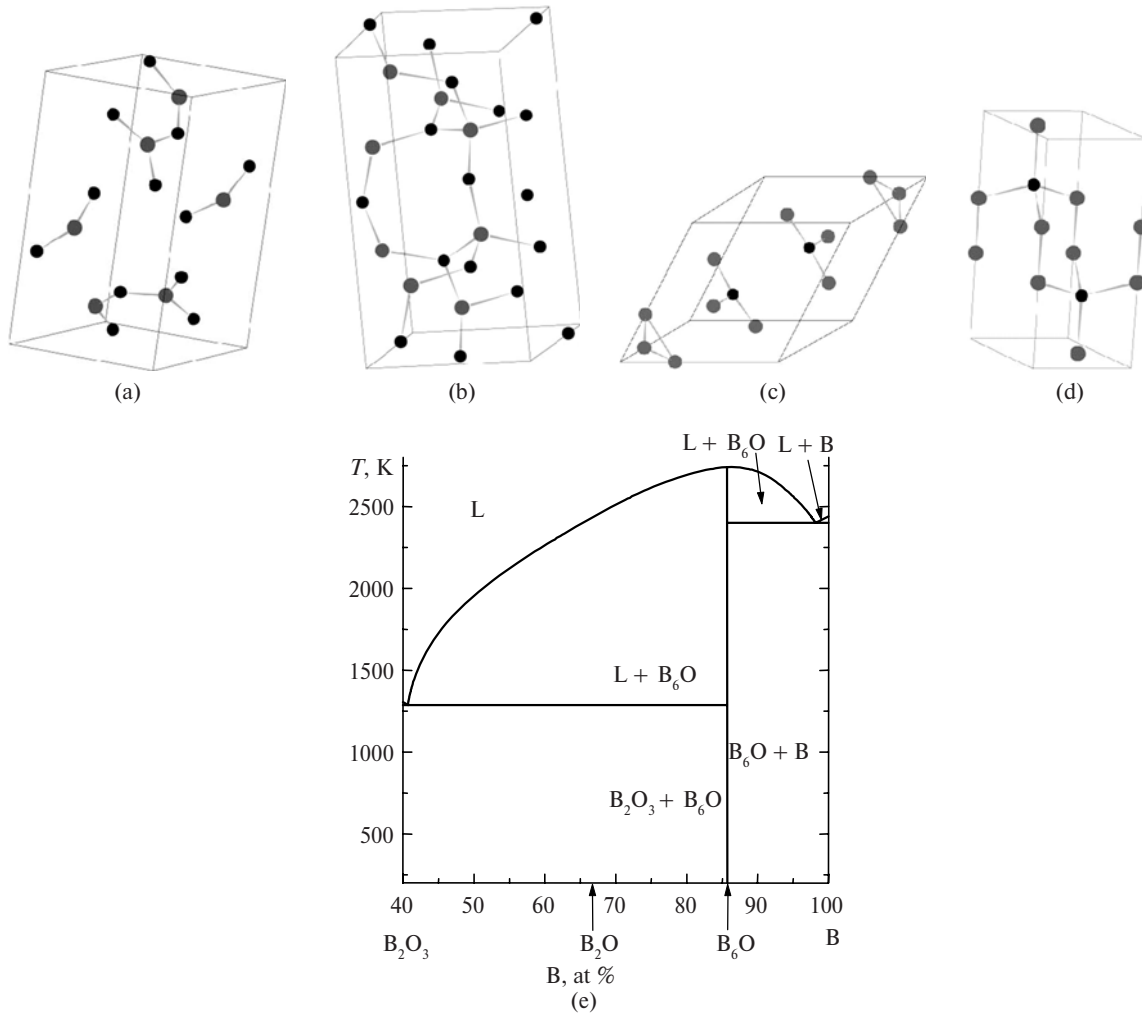 (a)
(b)
(c)
(d)
L + B₆O
L + B
T, K
2500
L
2000
1500
L + B₆O
1000
B₆O + B
B₂O₃ + B₆O
500
40 50 60 70 80 90 100
B₂O₃ B₂O B₆O B
B, at %
(e)